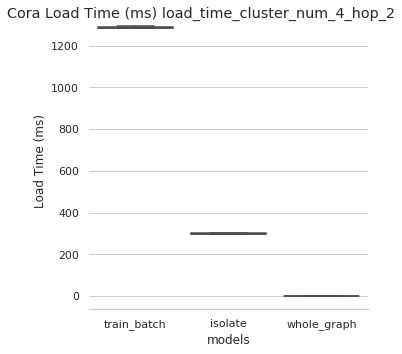 Cora Load Time (ms) load_time_cluster_num_4_hop_2
1200
1000
800
600
400
200
0
Load Time (ms)
train_batch isolate whole_graph
models